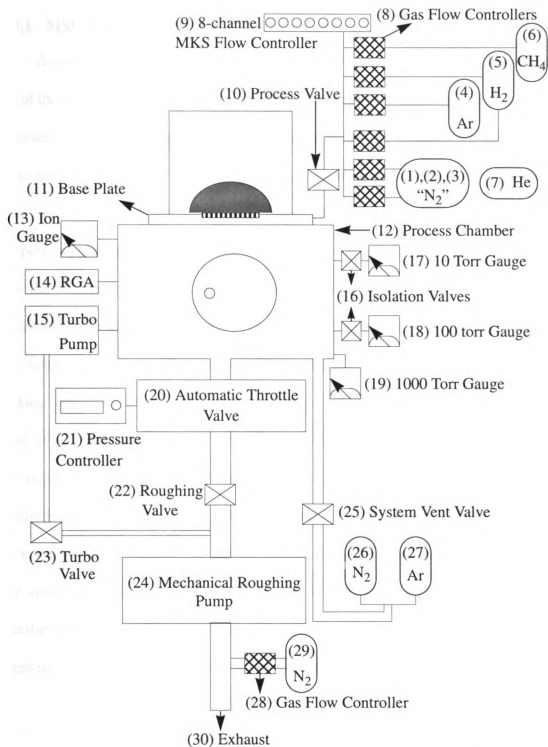 (9) 8-channel
MKS Flow Controller
(8) Gas Flow Controllers
(6)
CH4
(5)
H2
(4)
Ar
(10) Process Valve
(1),(2),(3)
“N2”
(7) He
(11) Base Plate
(13) Ion
Gauge
(12) Process Chamber
(17) 10 Torr Gauge
(14) RGA
(16) Isolation Valves
(15) Turbo
Pump
(18) 100 torr Gauge
(19) 1000 Torr Gauge
(20) Automatic Throttle
Valve
(21) Pressure
Controller
(22) Roughing
Valve
(25) System Vent Valve
(23) Turbo
Valve
(26)
N2
(27)
Ar
(24) Mechanical Roughing
Pump
(29)
N2
(28) Gas Flow Controller
(30) Exhaust